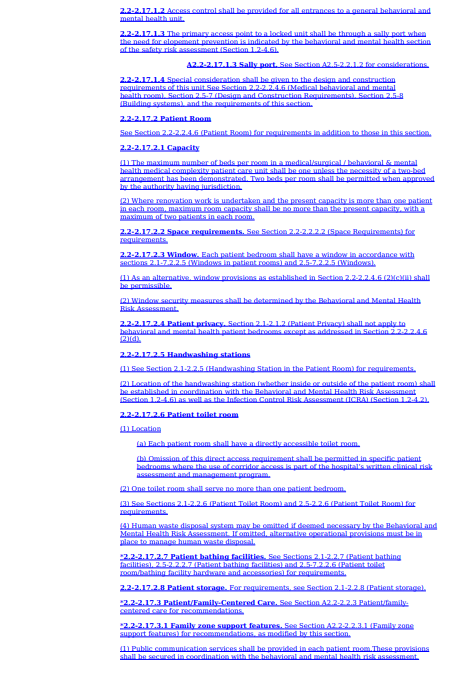 2.2-2.17.1.2 Access control shall be provided for all entrances to a general behavioral and
mental health unit.
2.2-2.17.1.3 The primary access point to a locked unit shall be through a sally port when
the need for elopement prevention is indicated by the behavioral and mental health section
of the safety risk assessment (Section 1.2-4.6).
A2.2-2.17.1.3 Sally port. See Section A2.5-2.2.1.2 for considerations.
2.2-2.17.1.4 Special consideration shall be given to the design and construction
requirements of this unit.See Section 2.2-2.2.4.6 (Medical behavioral and mental
health room), Section 2.5-7 (Design and Construction Requirements), Section 2.5-8
(Building systems), and the requirements of this section.
2.2-2.17.2 Patient Room
See Section 2.2-2.2.4.6 (Patient Room) for requirements in addition to those in this section.
2.2-2.17.2.1 Capacity
(1) The maximum number of beds per room in a medical/surgical / behavioral & mental
health medical complexity patient care unit shall be one unless the necessity of a two-bed
arrangement has been demonstrated. Two beds per room shall be permitted when approved
by the authority having jurisdiction.
(2) Where renovation work is undertaken and the present capacity is more than one patient
in each room, maximum room capacity shall be no more than the present capacity, with a
maximum of two patients in each room.
2.2-2.17.2.2 Space requirements. See Section 2.2-2.2.2.2 (Space Requirements) for
requirements.
2.2-2.17.2.3 Window. Each patient bedroom shall have a window in accordance with
sections 2.1-7.2.2.5 (Windows in patient rooms) and 2.5-7.2.2.5 (Windows).
(1) As an alternative, window provisions as established in Section 2.2-2.2.4.6 (2)(c)(ii) shall
be permissible.
(2) Window security measures shall be determined by the Behavioral and Mental Health
Risk Assessment.
2.2-2.17.2.4 Patient privacy. Section 2.1-2.1.2 (Patient Privacy) shall not apply to
behavioral and mental health patient bedrooms except as addressed in Section 2.2-2.2.4.6
(2)(d).
2.2-2.17.2.5 Handwashing stations
(1) See Section 2.1-2.2.5 (Handwashing Station in the Patient Room) for requirements.
(2) Location of the handwashing station (whether inside or outside of the patient room) shall
be established in coordination with the Behavioral and Mental Health Risk Assessment
(Section 1.2-4.6) as well as the Infection Control Risk Assessment (ICRA) (Section 1.2-4.2).
2.2-2.17.2.6 Patient toilet room
(1) Location
(a) Each patient room shall have a directly accessible toilet room.
(b) Omission of this direct access requirement shall be permitted in specific patient
bedrooms where the use of corridor access is part of the hospital's written clinical risk
assessment and management program.
(2) One toilet room shall serve no more than one patient bedroom.
(3) See Sections 2.1-2.2.6 (Patient Toilet Room) and 2.5-2.2.6 (Patient Toilet Room) for
requirements.
(4) Human waste disposal system may be omitted if deemed necessary by the Behavioral and
Mental Health Risk Assessment. If omitted, alternative operational provisions must be in
place to manage human waste disposal.
*2.2-2.17.2.7 Patient bathing facilities. See Sections 2.1-2.2.7 (Patient bathing
facilities), 2.5-2.2.2.7 (Patient bathing facilities) and 2.5-7.2.2.6 (Patient toilet
room/bathing facility hardware and accessories) for requirements.
2.2-2.17.2.8 Patient storage. For requirements, see Section 2.1-2.2.8 (Patient storage).
*2.2-2.17.3 Patient/Family-Centered Care. See Section A2.2-2.2.3 Patient/family-
centered care for recommendations.
*2.2-2.17.3.1 Family zone support features. See Section A2.2-2.2.3.1 (Family zone
support features) for recommendations, as modified by this section.
(1) Public communication services shall be provided in each patient room.These provisions
shall be secured in coordination with the behavioral and mental health risk assessment.